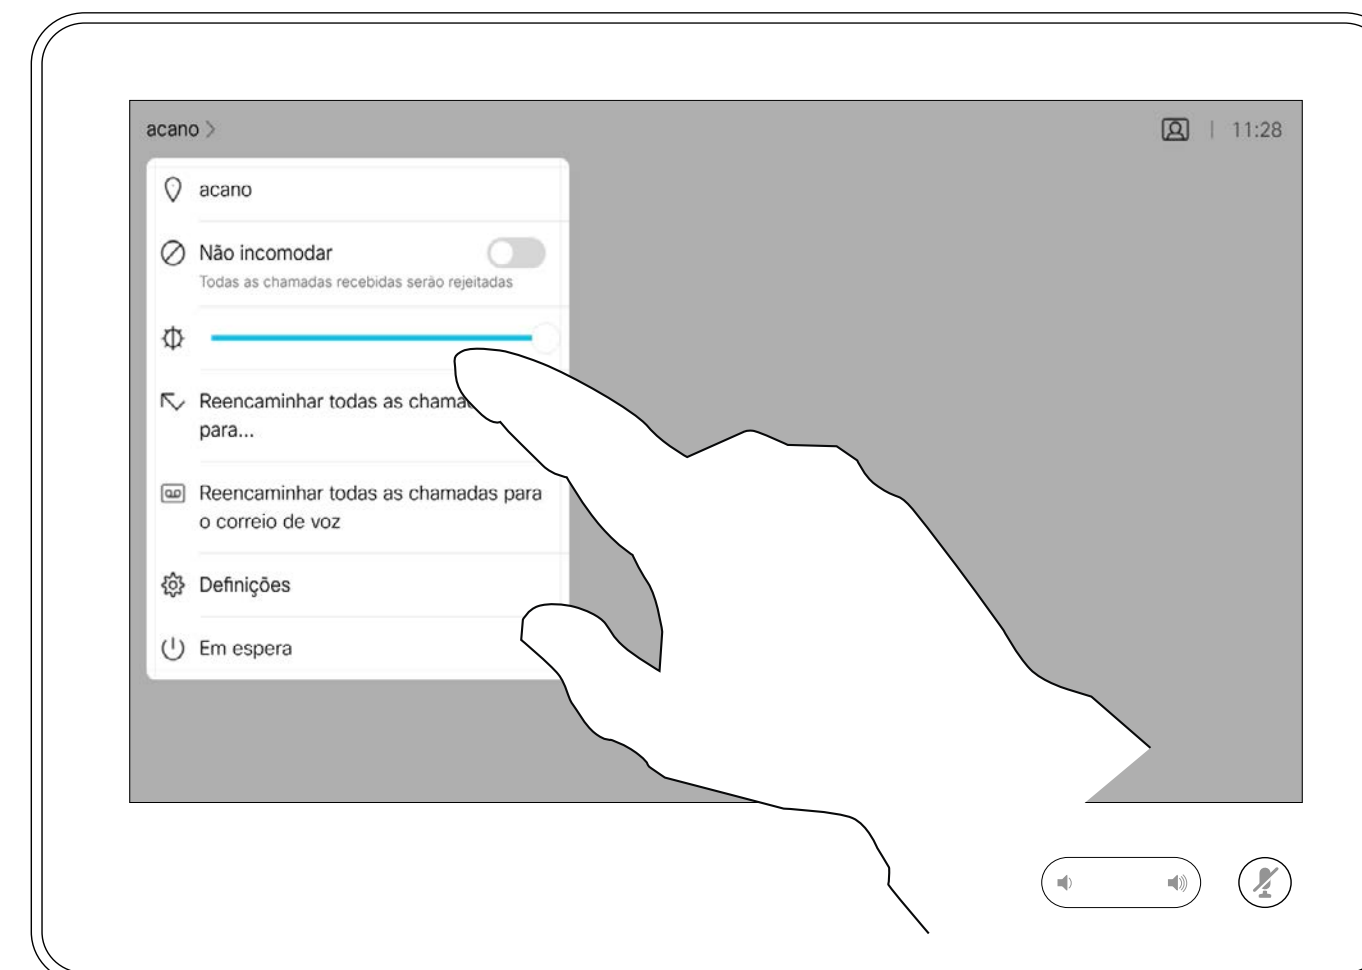 acano
11:28
acano
Não incomodar
Todas as chamadas recebidas serão rejeitadas
Reencaminhar todas as
para...
Reencaminhar todas as chamadas para
o correio de voz
Definições
Em espera